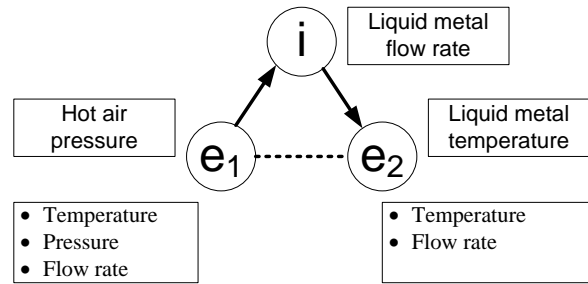 i
Liquid metal
flow rate
Hot air
pressure
e₁
e₂
Liquid metal
temperature
• Temperature
• Pressure
• Flow rate
• Temperature
• Flow rate